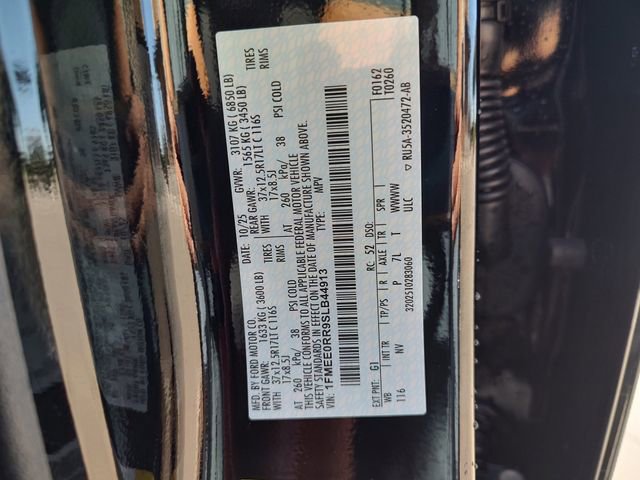 MFD. BY FORD MOTOR CO.
DATE: 10/25 GVWR: 3107 KG ( 6850 LB)
FRONT GAWR: 1633 KG ( 3600 LB) REAR GAWR: 1565 KG ( 3450 LB)
WITH 37x12.5R17LT C 116S TIRES WITH 37x12.5R17LT C 116S TIRES
17x8.5J RIMS 17x8.5J RIMS
AT 260 kPa/ 38 PSI COLD AT 260 kPa/ 38 PSI COLD
THIS VEHICLE CONFORMS TO ALL APPLICABLE FEDERAL MOTOR VEHICLE
SAFETY STANDARDS IN EFFECT ON THE DATE OF MANUFACTURE SHOWN ABOVE.
VIN: 1FMEE0RR9SLB44913 TYPE: MPV
F0162
T0260
EXT PNT: G1 RC: 52 DSO:
WB INT TR TP/PS R AXLE TR SPR
116 NV P 7L T WWWW
ULC
3202510283060 RU5A-3520472-AB